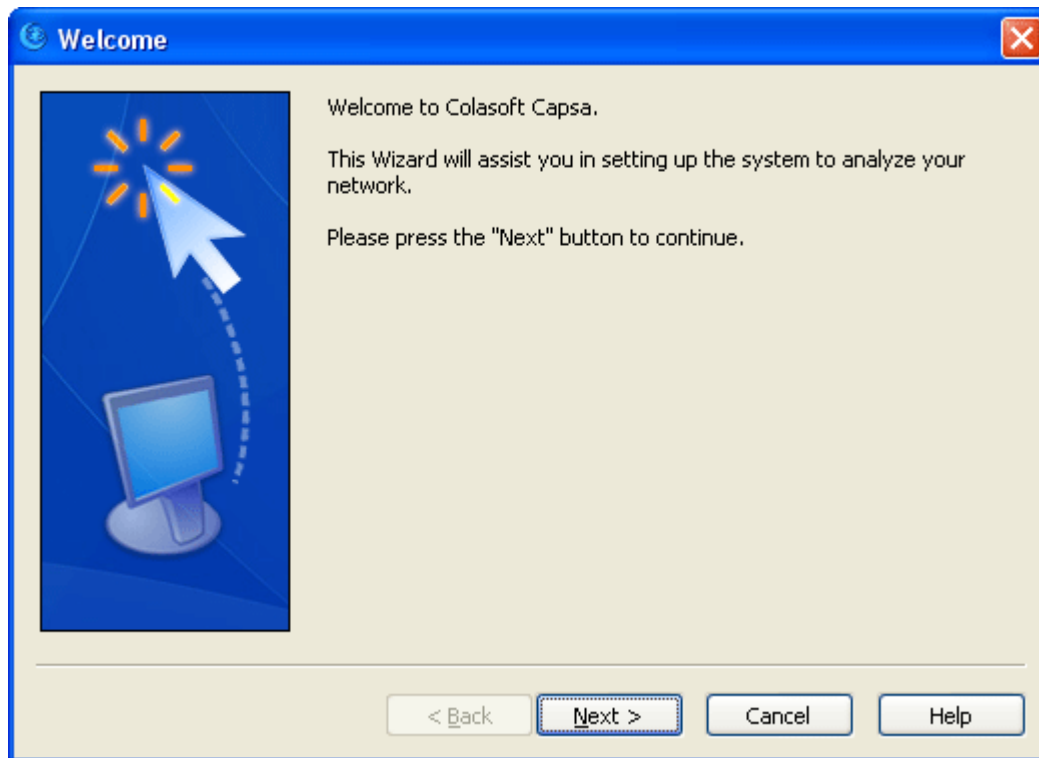 Welcome
Welcome to Colasoft Capsa.
This Wizard will assist you in setting up the system to analyze your
network.
Please press the "Next" button to continue.
< Back
Next >
Cancel
Help